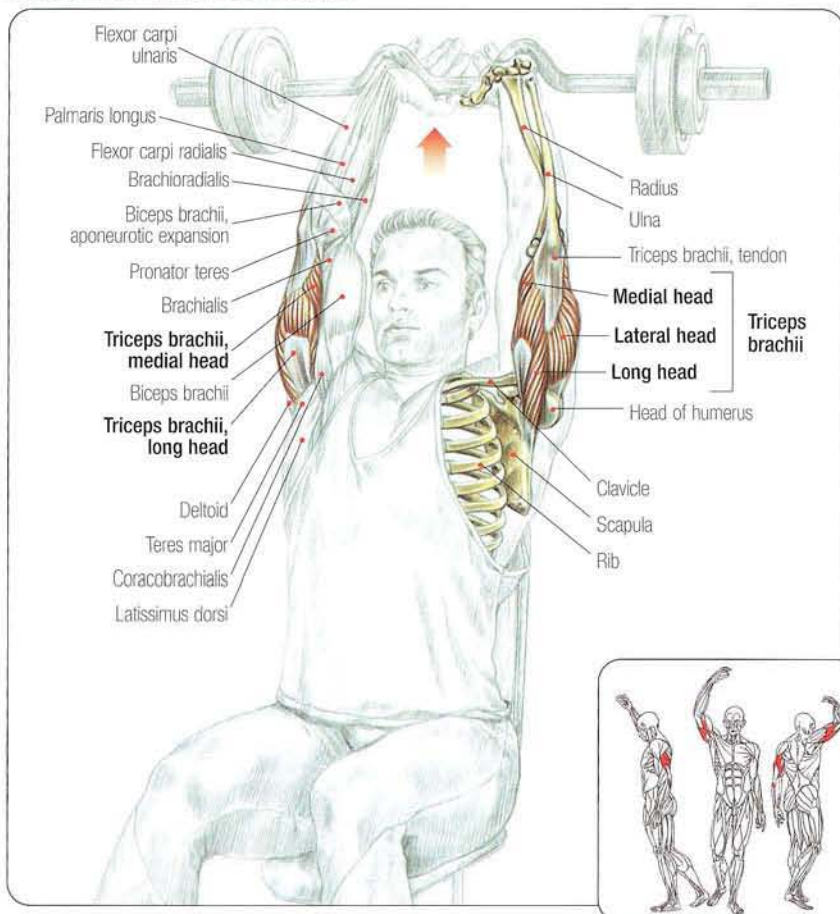 Flexor carpi
ulnaris
Palmaris longus
Flexor carpi radialis
Brachioradialis
Biceps brachii,
aponeurotic expansion
Pronator teres
Brachialis
Triceps brachii,
medial head
Biceps brachii
Triceps brachii,
long head
Deltoid
Teres major
Coracobrachialis
Latissimus dorsi
Radius
Ulna
Triceps brachii, tendon
Medial head
Lateral head
Long head
Triceps
brachii
Head of humerus
Clavicle
Scapula
Rib